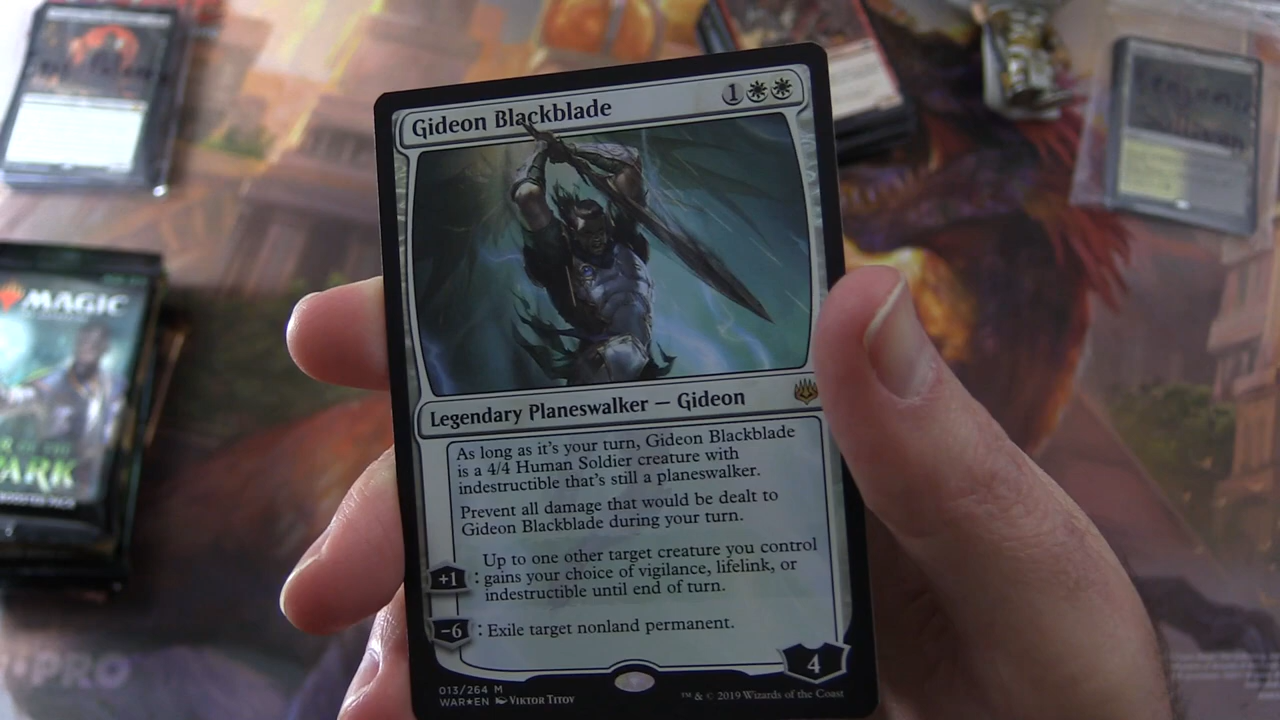 Gideon Blackblade
1
Legendary Planeswalker — Gideon
As long as it's your turn, Gideon Blackblade
is a 4/4 Human Soldier creature with
indestructible that's still a planeswalker.
Prevent all damage that would be dealt to
Gideon Blackblade during your turn.
+1: Up to one other target creature you control
gains your choice of vigilance, lifelink, or
indestructible until end of turn.
−6: Exile target nonland permanent.
4
013/264 M
WAR★EN Viktor Titov
™ & © 2019 Wizards of the Coast
MAGIC
ARK
PRO